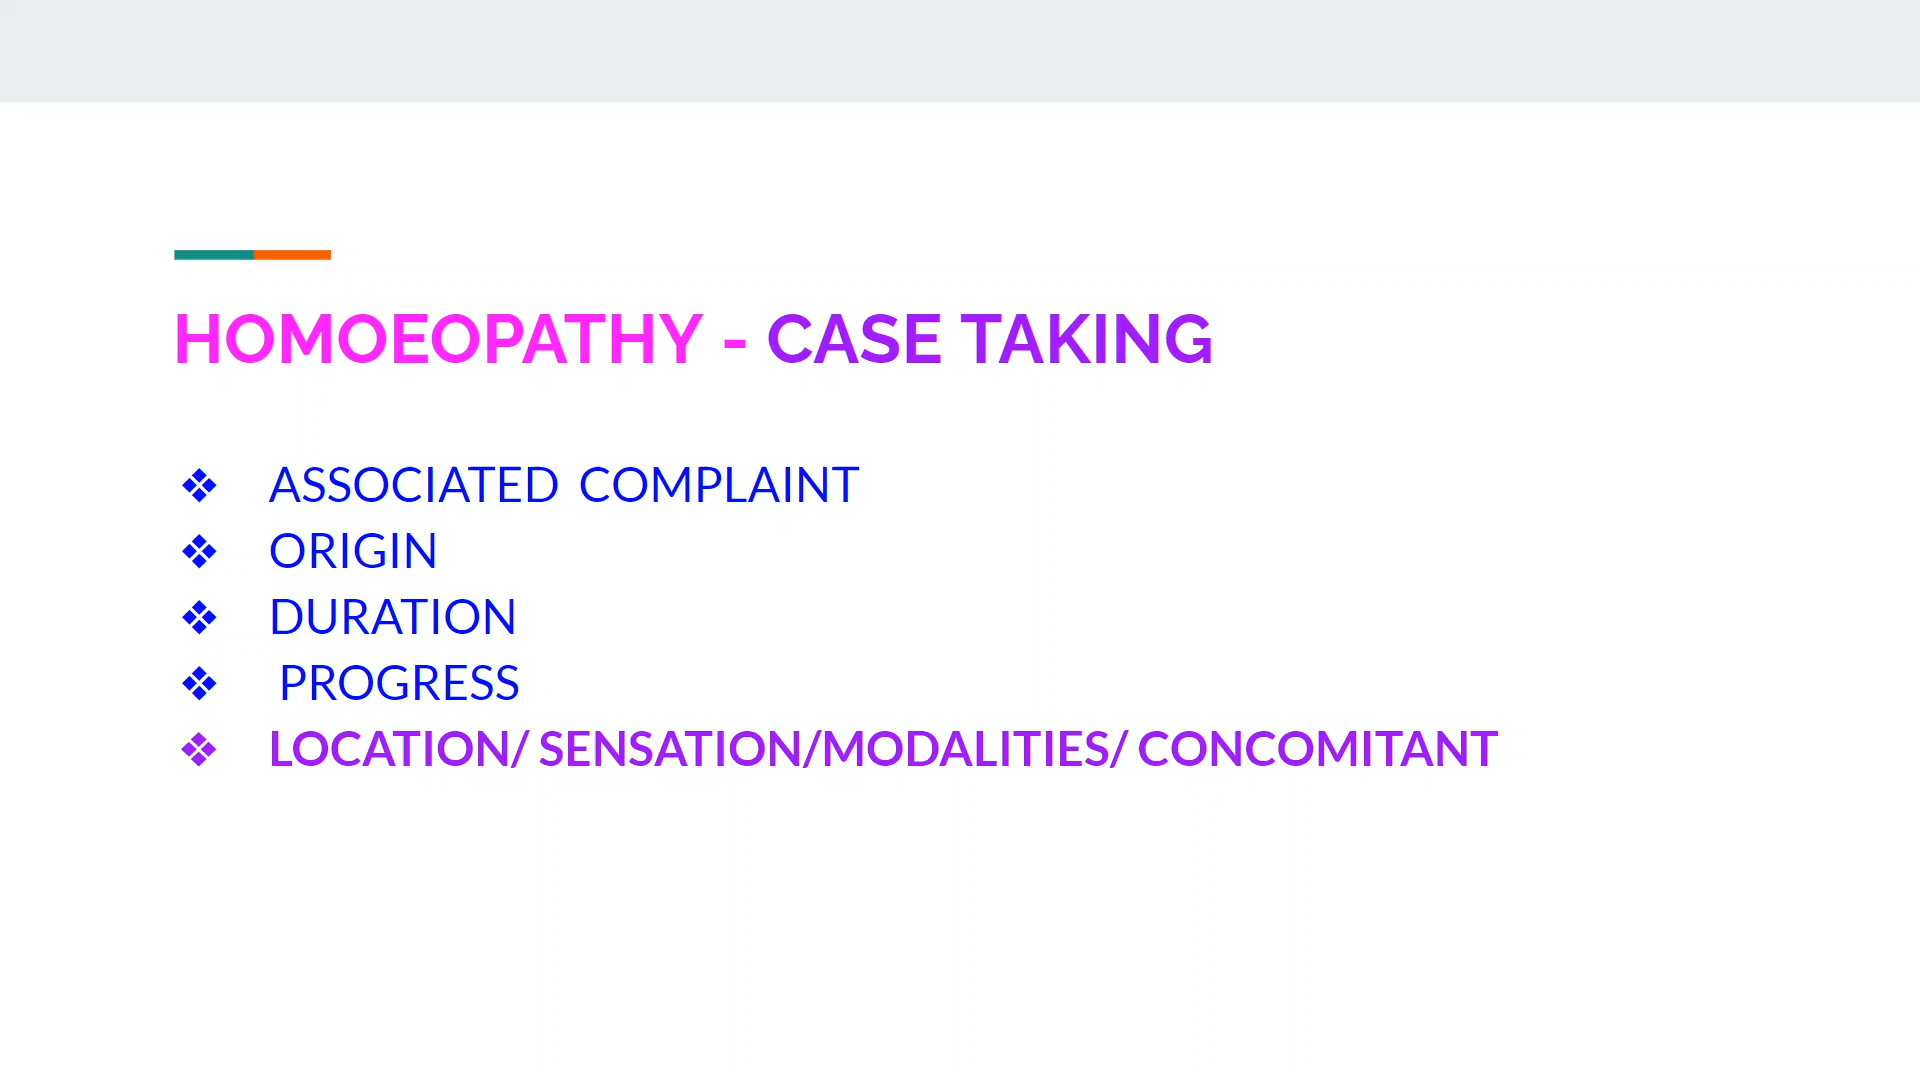 HOMOEOPATHY - CASE TAKING
❖ ASSOCIATED COMPLAINT
❖ ORIGIN
❖ DURATION
❖ PROGRESS
❖ LOCATION/ SENSATION/MODALITIES/ CONCOMITANT